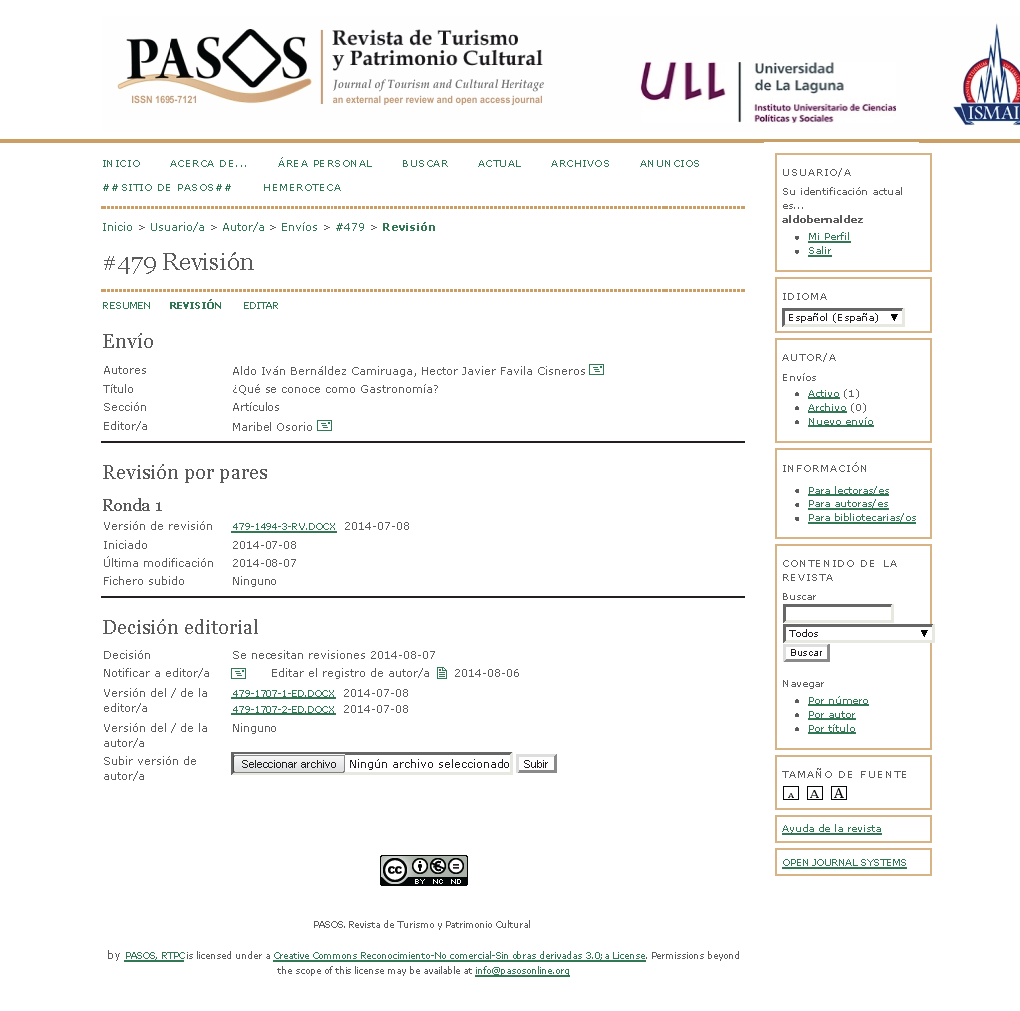 PASOS
ISSN 1695-7121
Revista de Turismo
y Patrimonio Cultural
Journal of Tourism and Cultural Heritage
an external peer review and open access journal
ULL
Universidad
de La Laguna
Instituto Universitario de Ciencias
Políticas y Sociales
ISMAI
INICIO ACERCA DE... ÁREA PERSONAL BUSCAR ACTUAL ARCHIVOS ANUNCIOS
##SITIO DE PASOS## HEMEROTECA
Inicio > Usuario/a > Autor/a > Envíos > #479 > Revisión
#479 Revisión
RESUMEN REVISIÓN EDITAR
Envío
Autores Aldo Iván Bernáldez Camiruaga, Hector Javier Favila Cisneros
Título ¿Qué se conoce como Gastronomía?
Sección Artículos
Editor/a Maribel Osorio
Revisión por pares
Ronda 1
Versión de revisión 479-1494-3-RV.DOCX 2014-07-08
Iniciado 2014-07-08
Última modificación 2014-08-07
Fichero subido Ninguno
Decisión editorial
Decisión Se necesitan revisiones 2014-08-07
Notificar a editor/a Editar el registro de autor/a 2014-08-06
Versión del / de la editor/a 479-1707-1-ED.DOCX 2014-07-08
479-1707-2-ED.DOCX 2014-07-08
Versión del / de la autor/a Ninguno
Subir versión de autor/a Seleccionar archivo Ningún archivo seleccionado Subir
USUARIO/A
Su identificación actual
es...
aldobernaldez
Mi Perfil
Salir
IDIOMA
Español (España)
AUTOR/A
Envíos
Activo (1)
Archivo (0)
Nuevo envío
INFORMACIÓN
Para lectoras/es
Para autoras/es
Para bibliotecarias/os
CONTENIDO DE LA
REVISTA
Buscar
Todos
Buscar
Navegar
Por número
Por autor
Por título
TAMAÑO DE FUENTE
A A A
Ayuda de la revista
OPEN JOURNAL SYSTEMS
cc
BY NC ND
PASOS. Revista de Turismo y Patrimonio Cultural
by PASOS, RTPC is licensed under a Creative Commons Reconocimiento-No comercial-Sin obras derivadas 3.0; a License. Permissions beyond
the scope of this license may be available at info@pasosonline.org